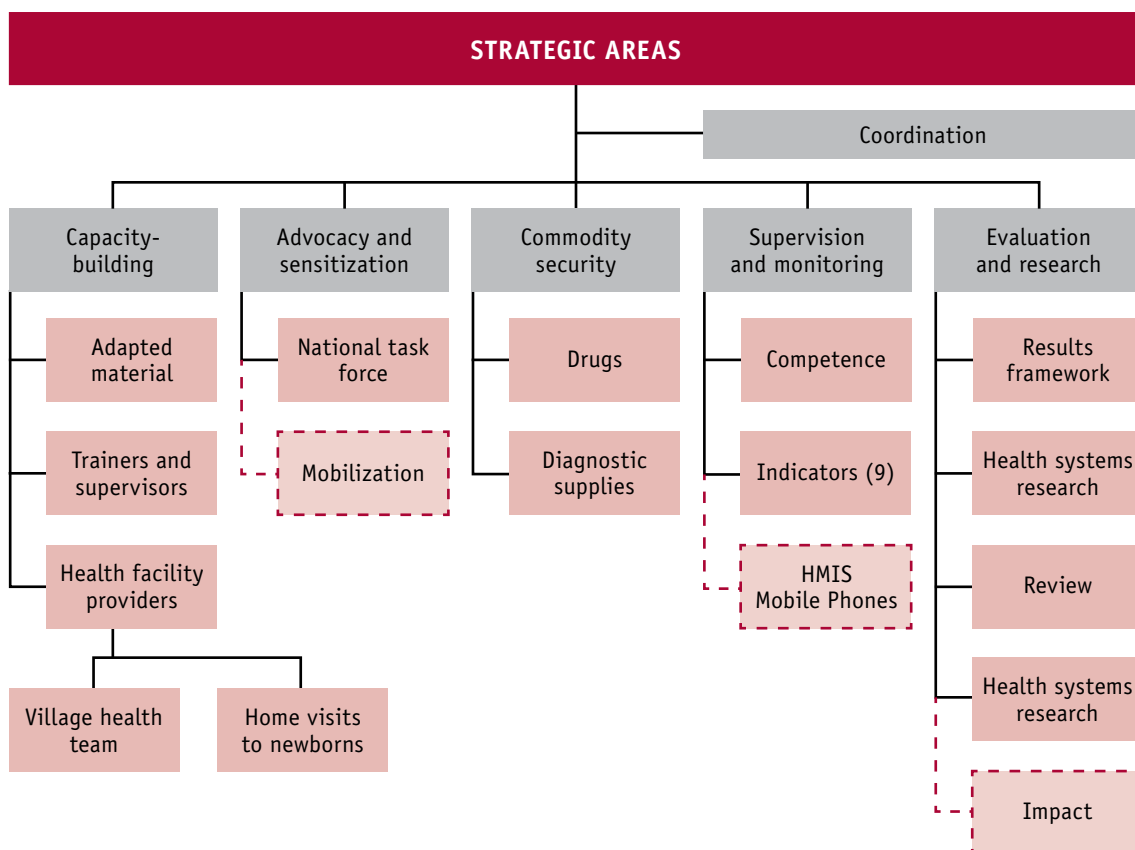 STRATEGIC AREAS
Coordination
Capacity-
building
Advocacy and
sensitization
Commodity
security
Supervision
and monitoring
Evaluation
and research
Adapted
material
National task
force
Drugs
Competence
Results
framework
Trainers and
supervisors
Mobilization
Diagnostic
supplies
Indicators (9)
Health systems
research
Health facility
providers
HMIS
Mobile Phones
Review
Village health
team
Home visits
to newborns
Health systems
research
Impact